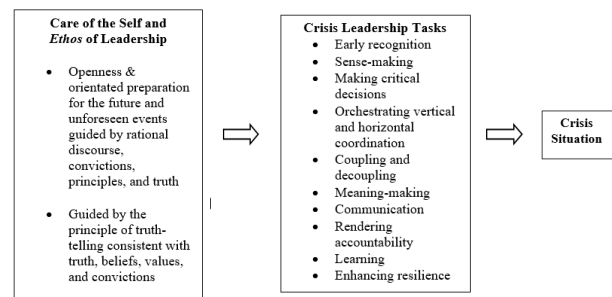 Care of the Self and
Ethos of Leadership
• Openness &
orientated preparation
for the future and
unforeseen events
guided by rational
discourse,
convictions,
principles, and truth
• Guided by the
principle of truth-
telling consistent with
truth, beliefs, values,
and convictions
Crisis Leadership Tasks
• Early recognition
• Sense-making
• Making critical
decisions
• Orchestrating vertical
and horizontal
coordination
• Coupling and
decoupling
• Meaning-making
• Communication
• Rendering
accountability
• Learning
• Enhancing resilience
Crisis
Situation